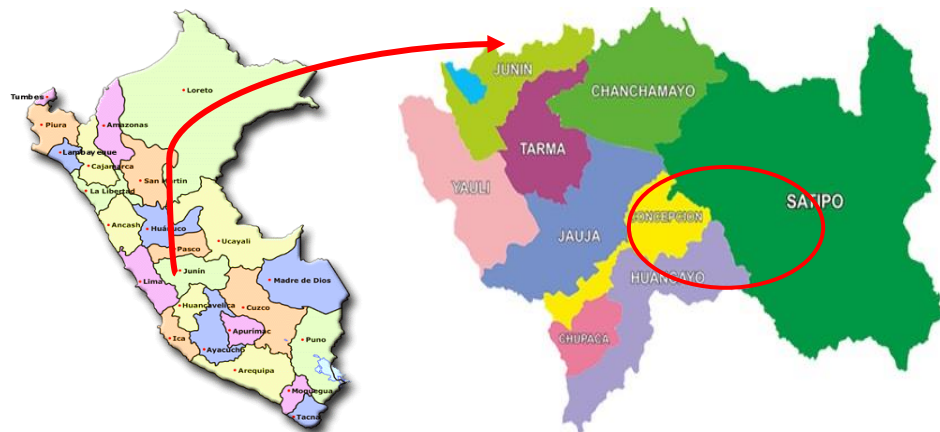 Tumbes
Loreto
Piura
Amazonas
Lambayeque
Cajamarca
San Martín
La Libertad
Ancash
Huánuco
Ucayali
Pasco
Junín
Lima
Madre de Dios
Huancavelica
Cuzco
Ica
Ayacucho
Apurímac
Puno
Arequipa
Moquegua
Tacna
JUNIN
CHANCHAMAYO
TARMA
YAULI
SATIPO
CONCEPCION
JAUJA
HUANCAYO
CHUPACA